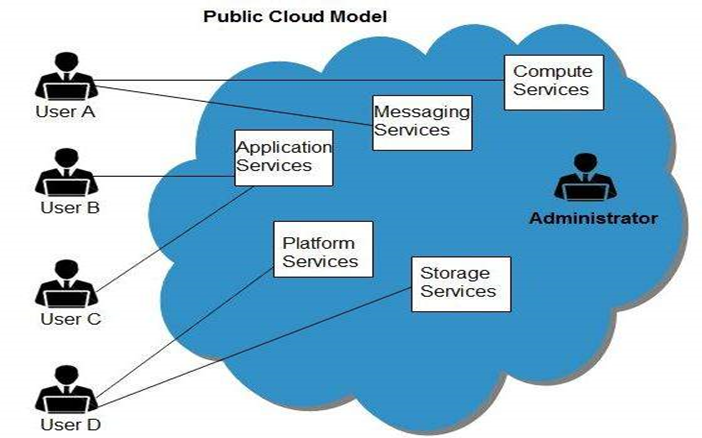 Public Cloud Model
User A
Compute
Services
Messaging
Services
Application
Services
User B
Administrator
Platform
Services
Storage
Services
User C
User D